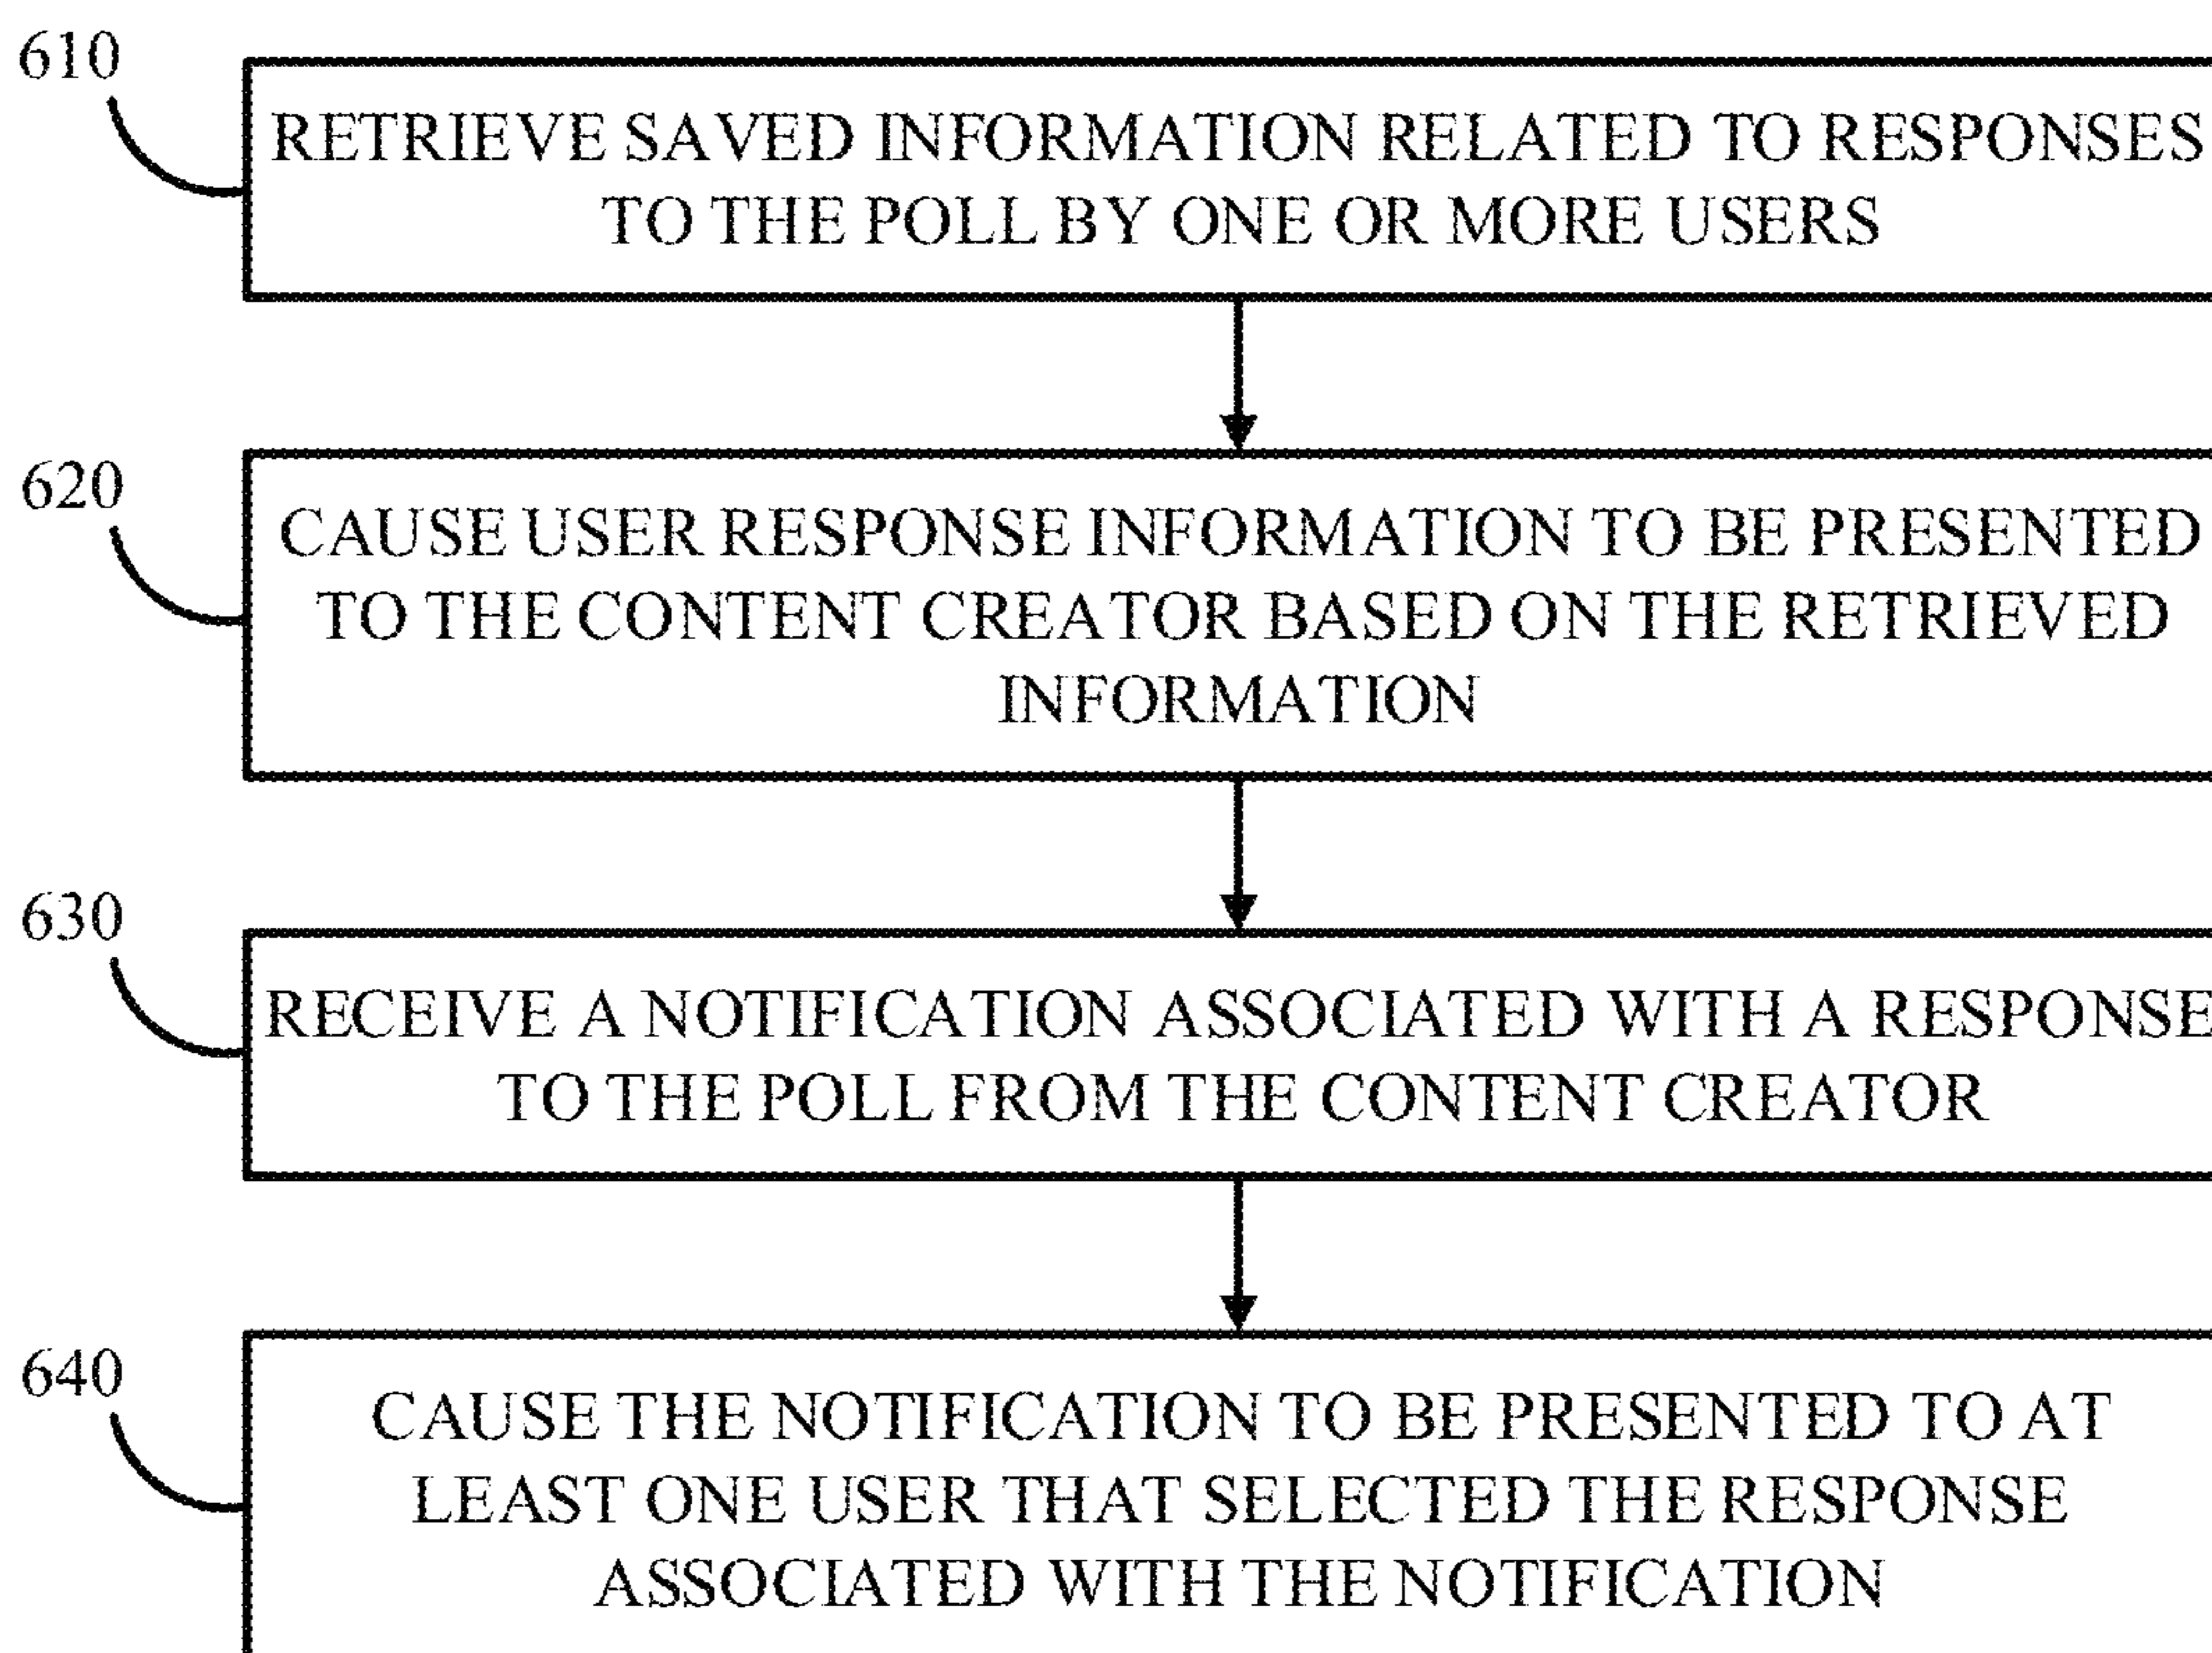 610
RETRIEVE SAVED INFORMATION RELATED TO RESPONSES
TO THE POLL BY ONE OR MORE USERS
620
CAUSE USER RESPONSE INFORMATION TO BE PRESENTED
TO THE CONTENT CREATOR BASED ON THE RETRIEVED
INFORMATION
630
RECEIVE A NOTIFICATION ASSOCIATED WITH A RESPONSE
TO THE POLL FROM THE CONTENT CREATOR
640
CAUSE THE NOTIFICATION TO BE PRESENTED TO AT
LEAST ONE USER THAT SELECTED THE RESPONSE
ASSOCIATED WITH THE NOTIFICATION